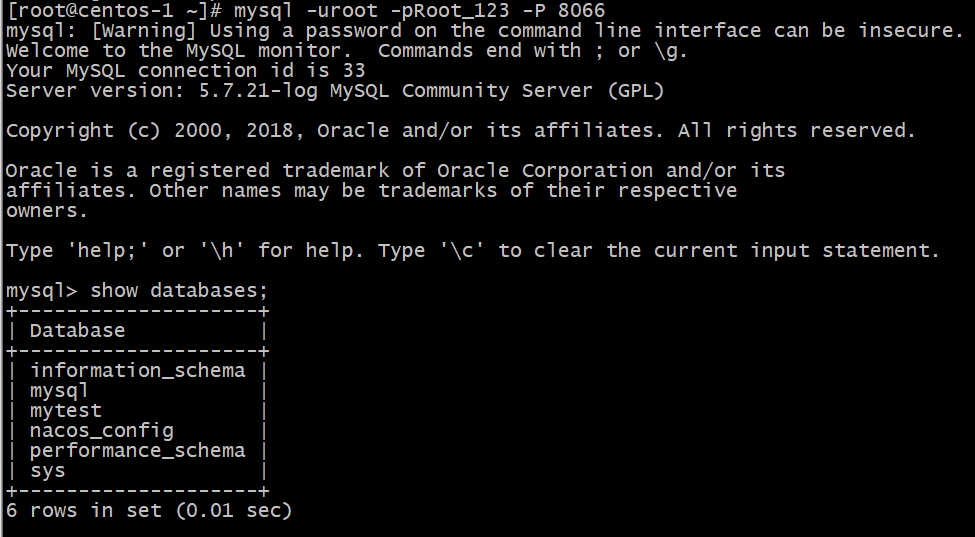 [root@centos-1 ~]# mysql -uroot -pRoot_123 -P 8066
mysql: [Warning] Using a password on the command line interface can be insecure.
Welcome to the MySQL monitor.  Commands end with ; or \g.
Your MySQL connection id is 33
Server version: 5.7.21-log MySQL Community Server (GPL)

Copyright (c) 2000, 2018, Oracle and/or its affiliates. All rights reserved.

Oracle is a registered trademark of Oracle Corporation and/or its
affiliates. Other names may be trademarks of their respective
owners.

Type 'help;' or '\h' for help. Type '\c' to clear the current input statement.

mysql> show databases;
+--------------------+
| Database           |
+--------------------+
| information_schema |
| mysql              |
| mytest             |
| nacos_config       |
| performance_schema |
| sys                |
+--------------------+
6 rows in set (0.01 sec)